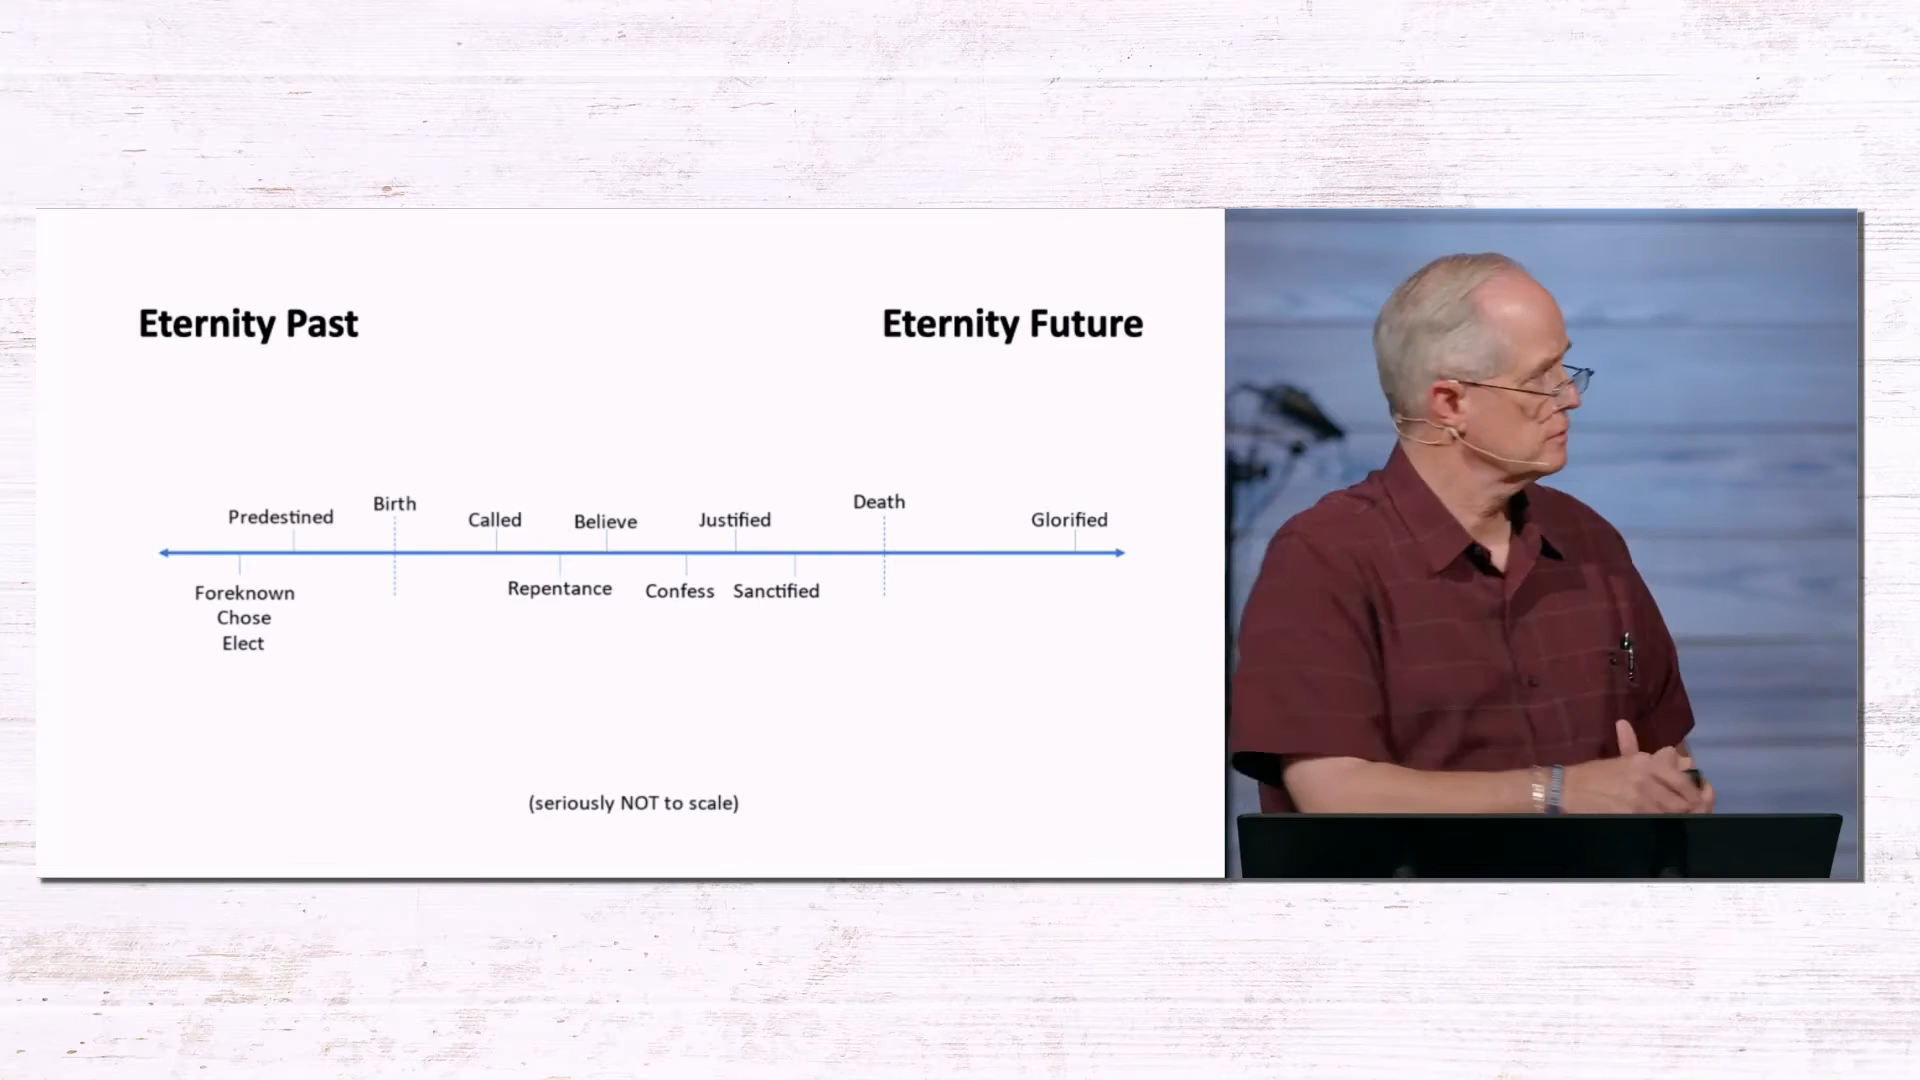 Eternity Past
Eternity Future
Predestined
Birth
Called
Believe
Justified
Death
Glorified
Foreknown
Chose
Elect
Repentance
Confess
Sanctified
(seriously NOT to scale)